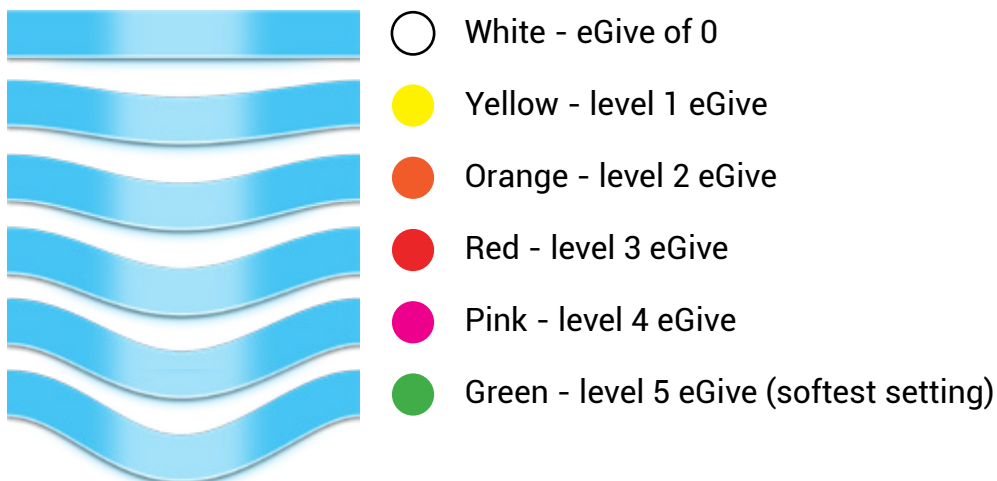 White - eGive of 0
Yellow - level 1 eGive
Orange - level 2 eGive
Red - level 3 eGive
Pink - level 4 eGive
Green - level 5 eGive (softest setting)